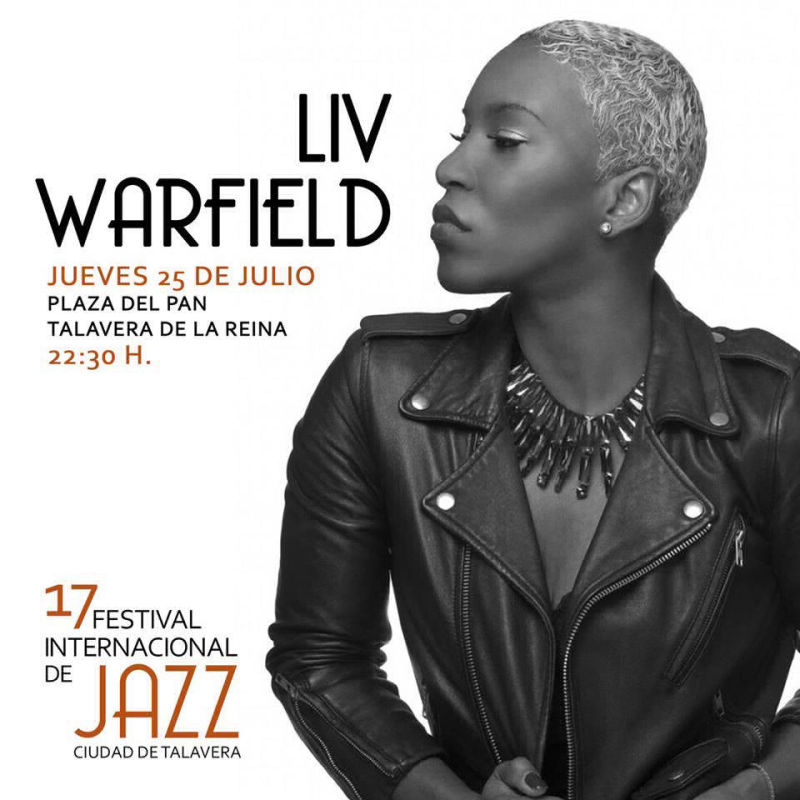 LIV
WARFIELD
JUEVES 25 DE JULIO
PLAZA DEL PAN
TALAVERA DE LA REINA
22:30 H.
17 FESTIVAL
INTERNACIONAL
DE JAZZ
CIUDAD DE TALAVERA